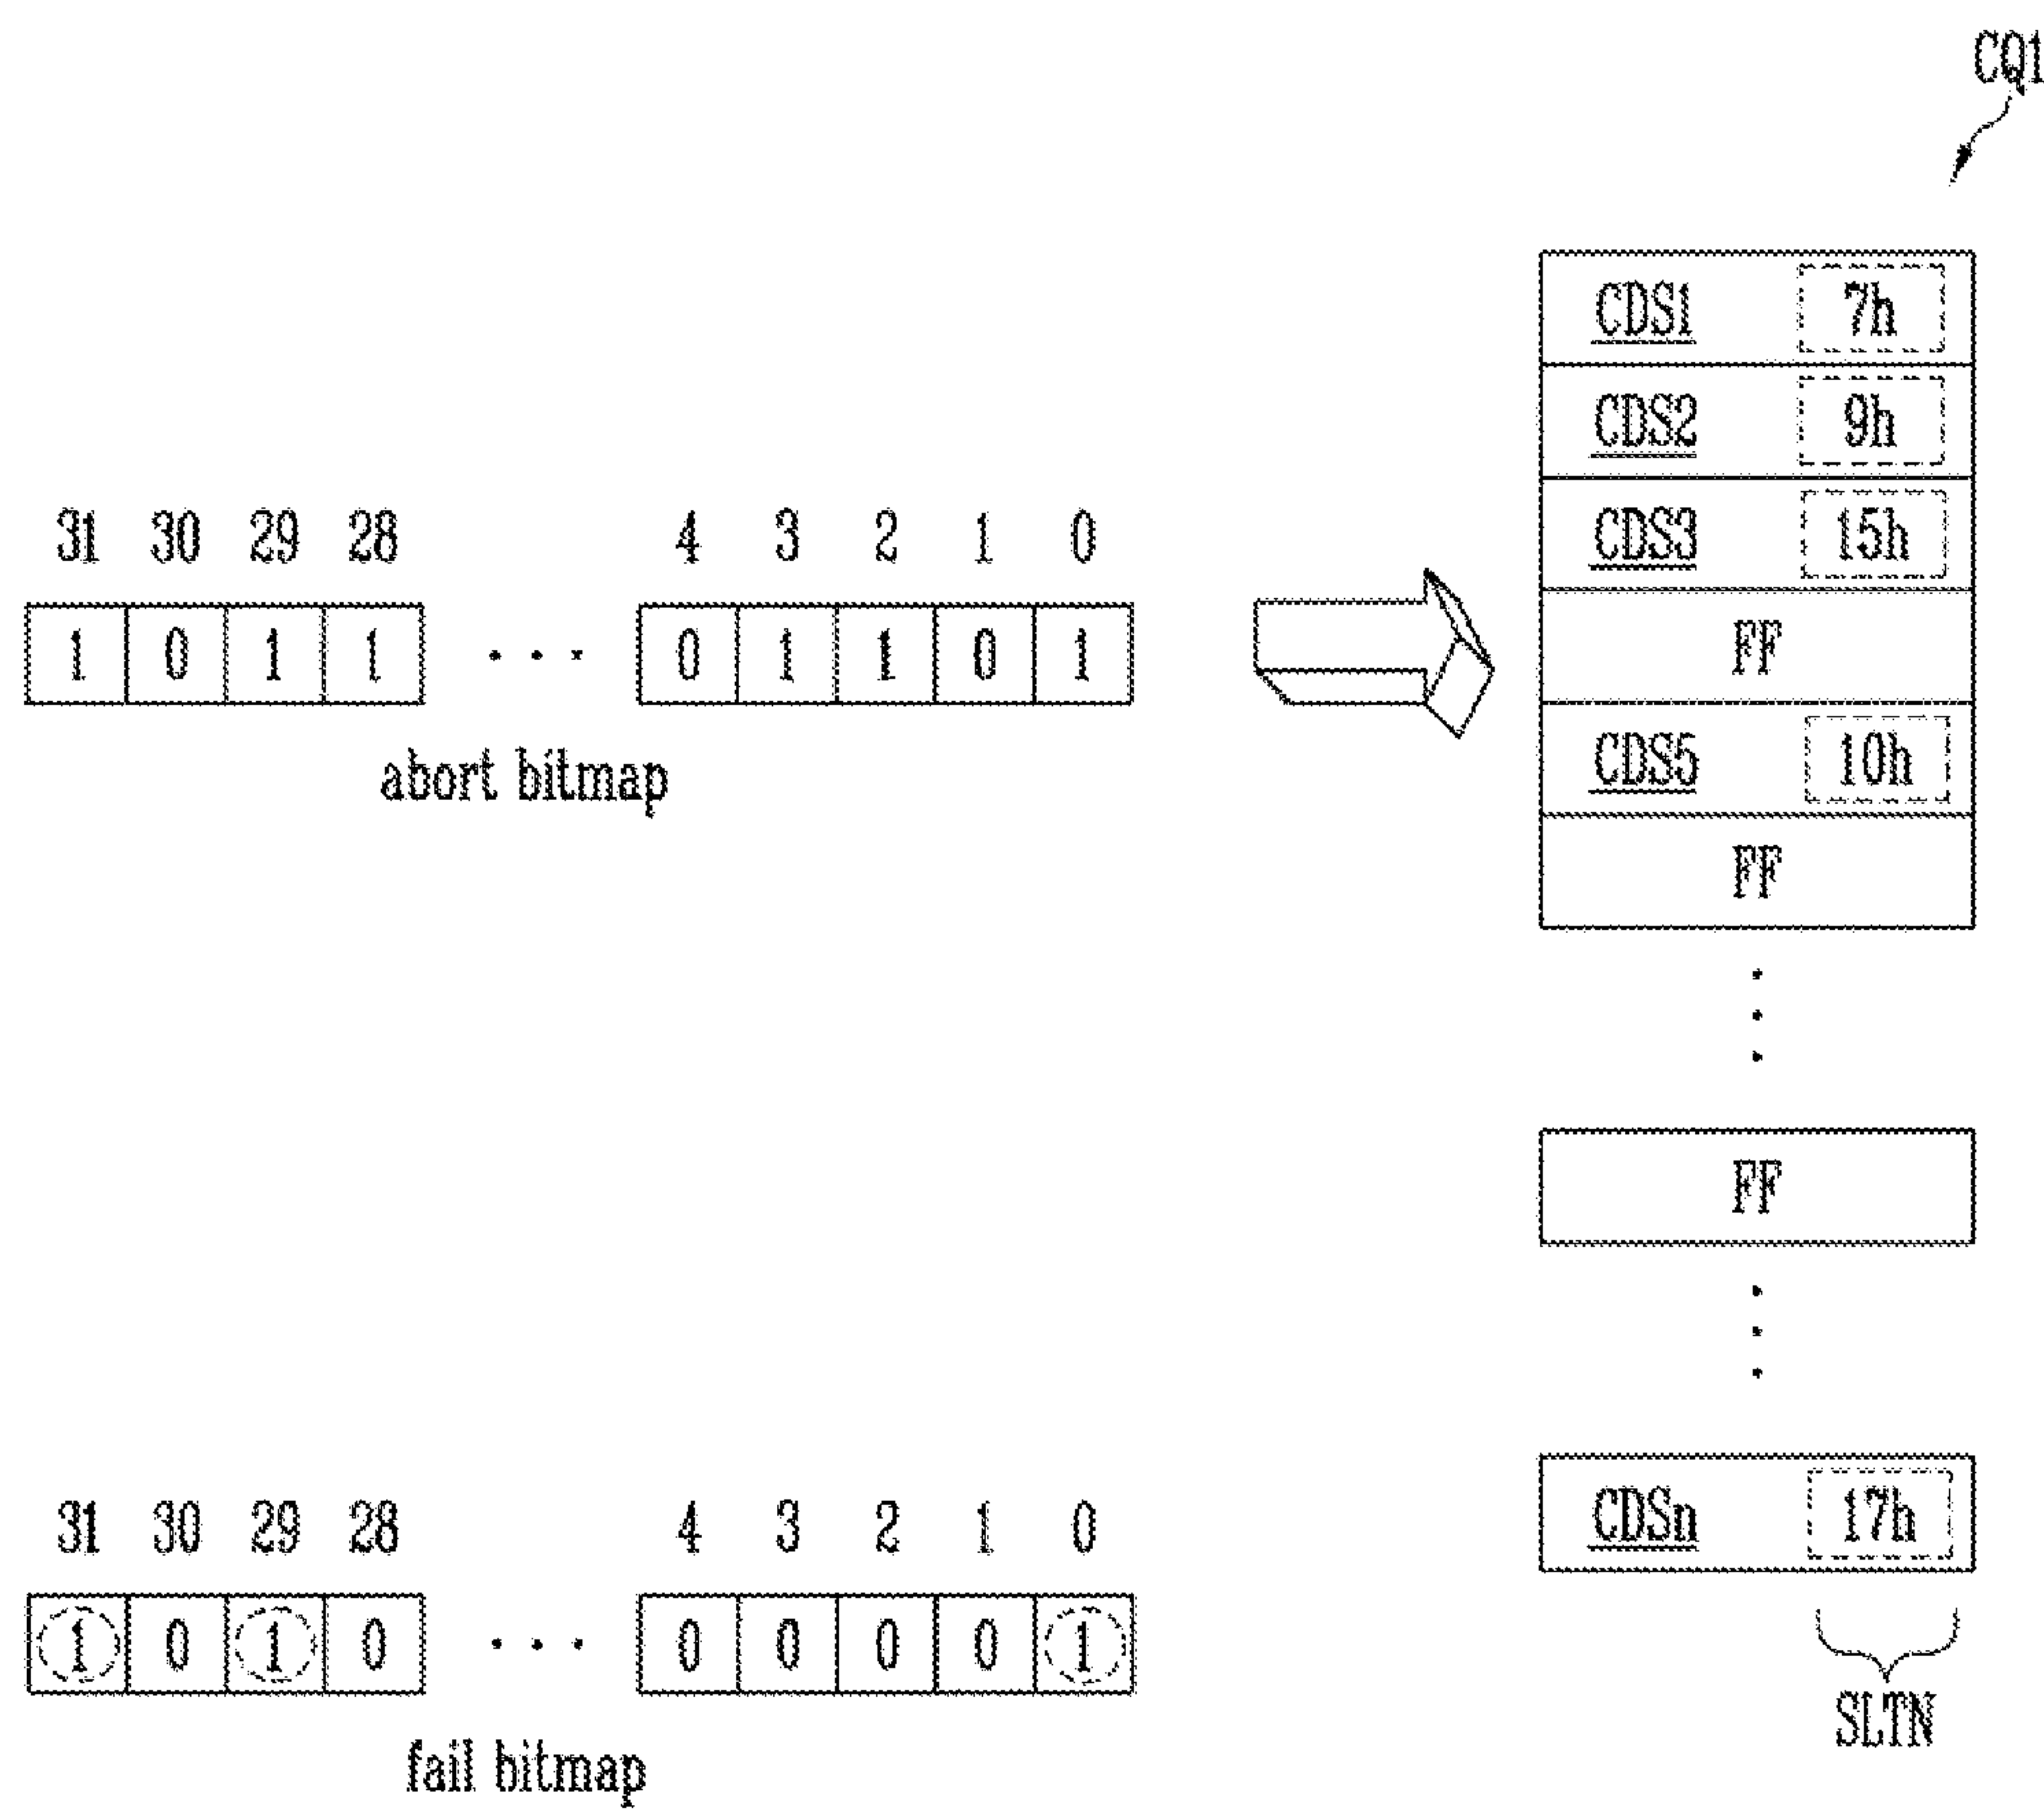 CQ1
CDS1 7h
CDS2 9h
CDS3 15h
FF
CDS5 10h
FF
FF
CDSn 17h
SLTN
31 30 29 28 ... 4 3 2 1 0
1 0 1 1 ... 0 1 1 0 1
abort bitmap
31 30 29 28 ... 4 3 2 1 0
1 0 1 0 ... 0 0 0 0 1
fail bitmap